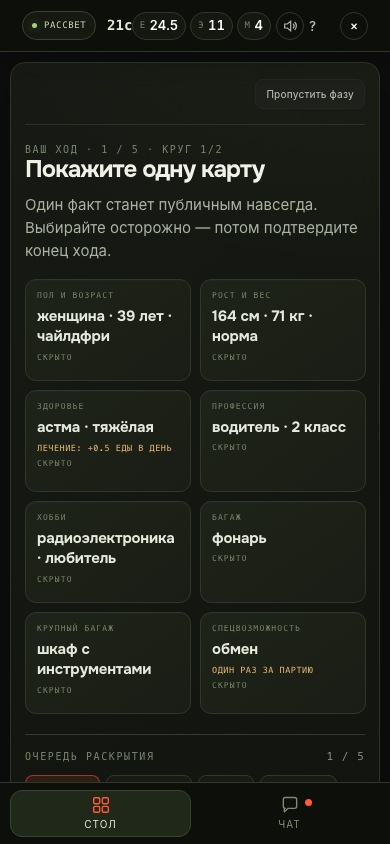 РАССВЕТ 21с Е 24.5 Э 11 М 4 ? ×
Пропустить фазу
ВАШ ХОД · 1 / 5 · КРУГ 1/2
Покажите одну карту
Один факт станет публичным навсегда.
Выбирайте осторожно — потом подтвердите
конец хода.
ПОЛ И ВОЗРАСТ
женщина · 39 лет ·
чайлдфри
СКРЫТО
РОСТ И ВЕС
164 см · 71 кг ·
норма
СКРЫТО
ЗДОРОВЬЕ
астма · тяжёлая
ЛЕЧЕНИЕ: +0.5 ЕДЫ В ДЕНЬ
СКРЫТО
ПРОФЕССИЯ
водитель · 2 класс
СКРЫТО
ХОББИ
радиоэлектроника
· любитель
СКРЫТО
БАГАЖ
фонарь
СКРЫТО
КРУПНЫЙ БАГАЖ
шкаф с
инструментами
СКРЫТО
СПЕЦВОЗМОЖНОСТЬ
обмен
ОДИН РАЗ ЗА ПАРТИЮ
СКРЫТО
ОЧЕРЕДЬ РАСКРЫТИЯ 1 / 5
СТОЛ ЧАТ